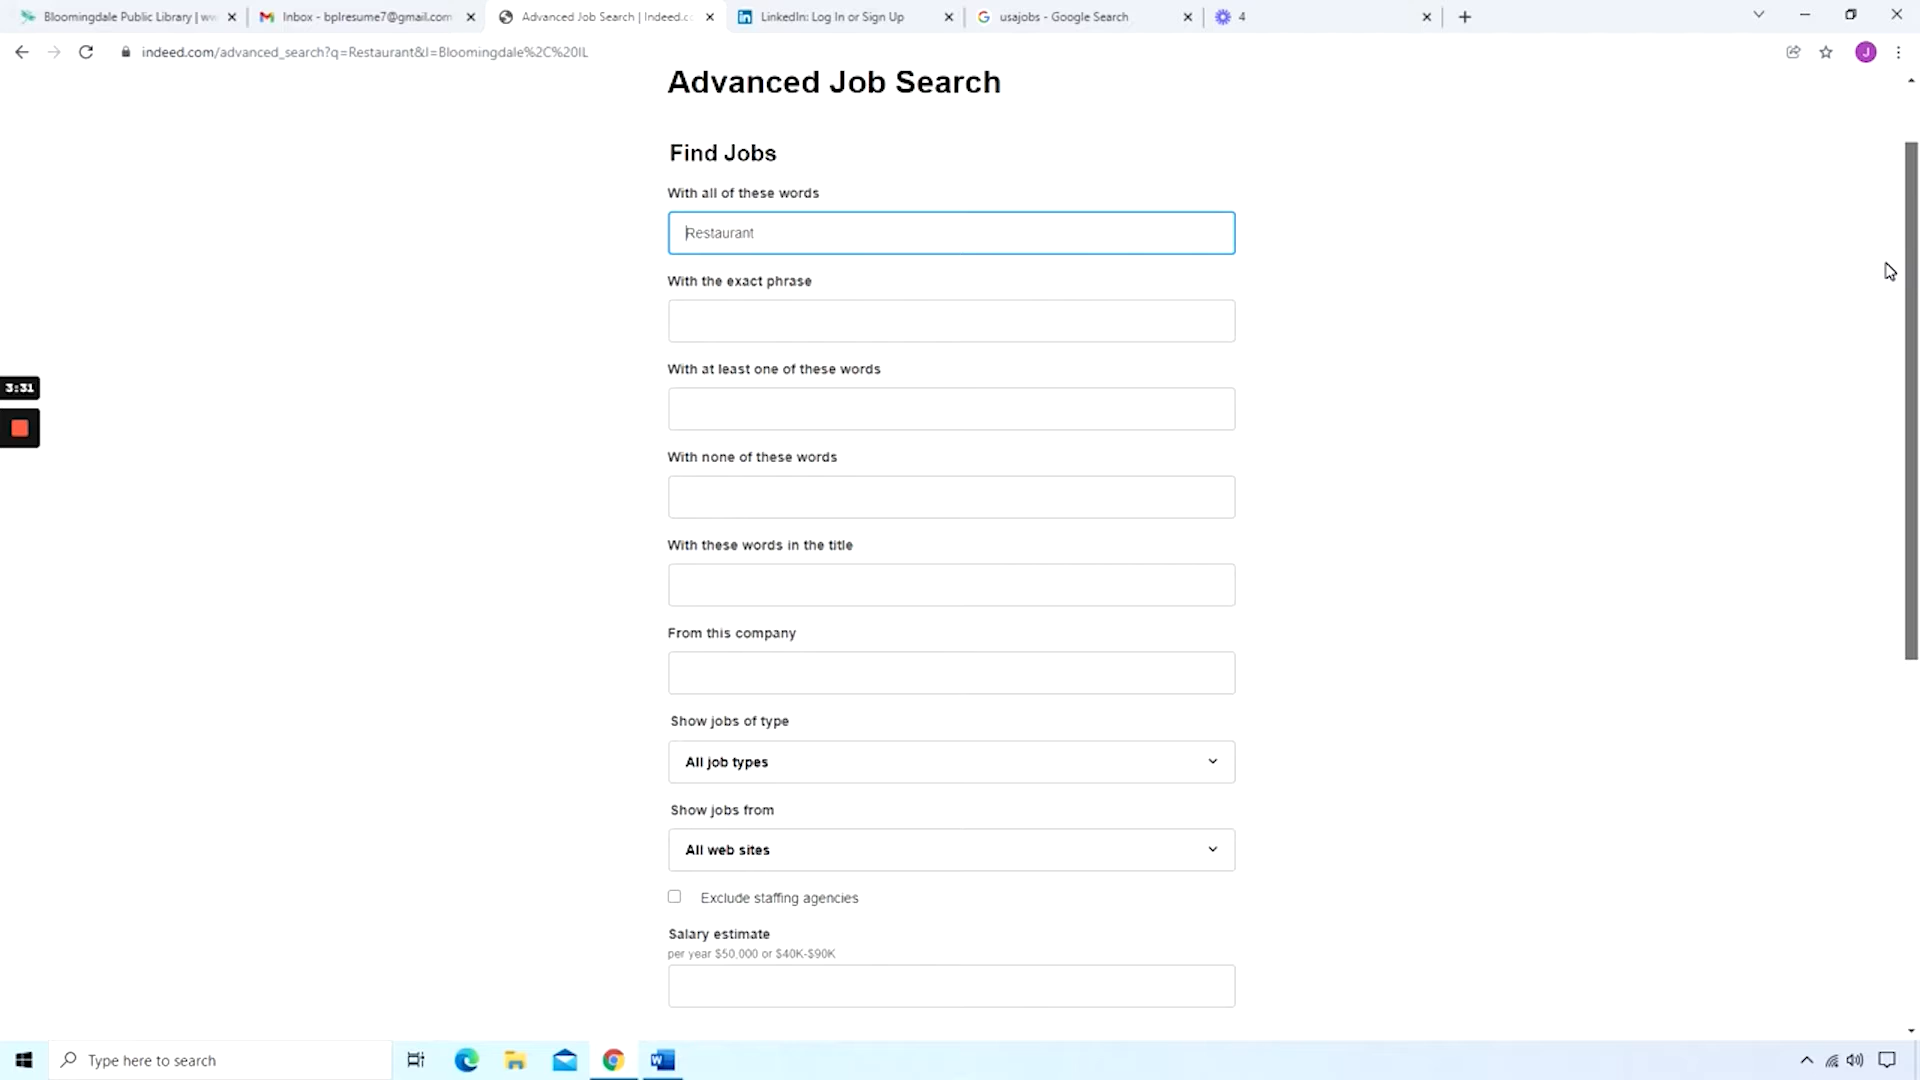 Bloomingdale Public Library | ww
Inbox - bplresume7@gmail.com
Advanced Job Search | Indeed.c
LinkedIn: Log In or Sign Up
usajobs - Google Search
4
indeed.com/advanced_search?q=Restaurant&l=Bloomingdale%2C%20IL
J
Advanced Job Search
Find Jobs
With all of these words
Restaurant
With the exact phrase
With at least one of these words
3:31
With none of these words
With these words in the title
From this company
Show jobs of type
All job types
Show jobs from
All web sites
Exclude staffing agencies
Salary estimate
per year $50,000 or $40K-$90K
Type here to search